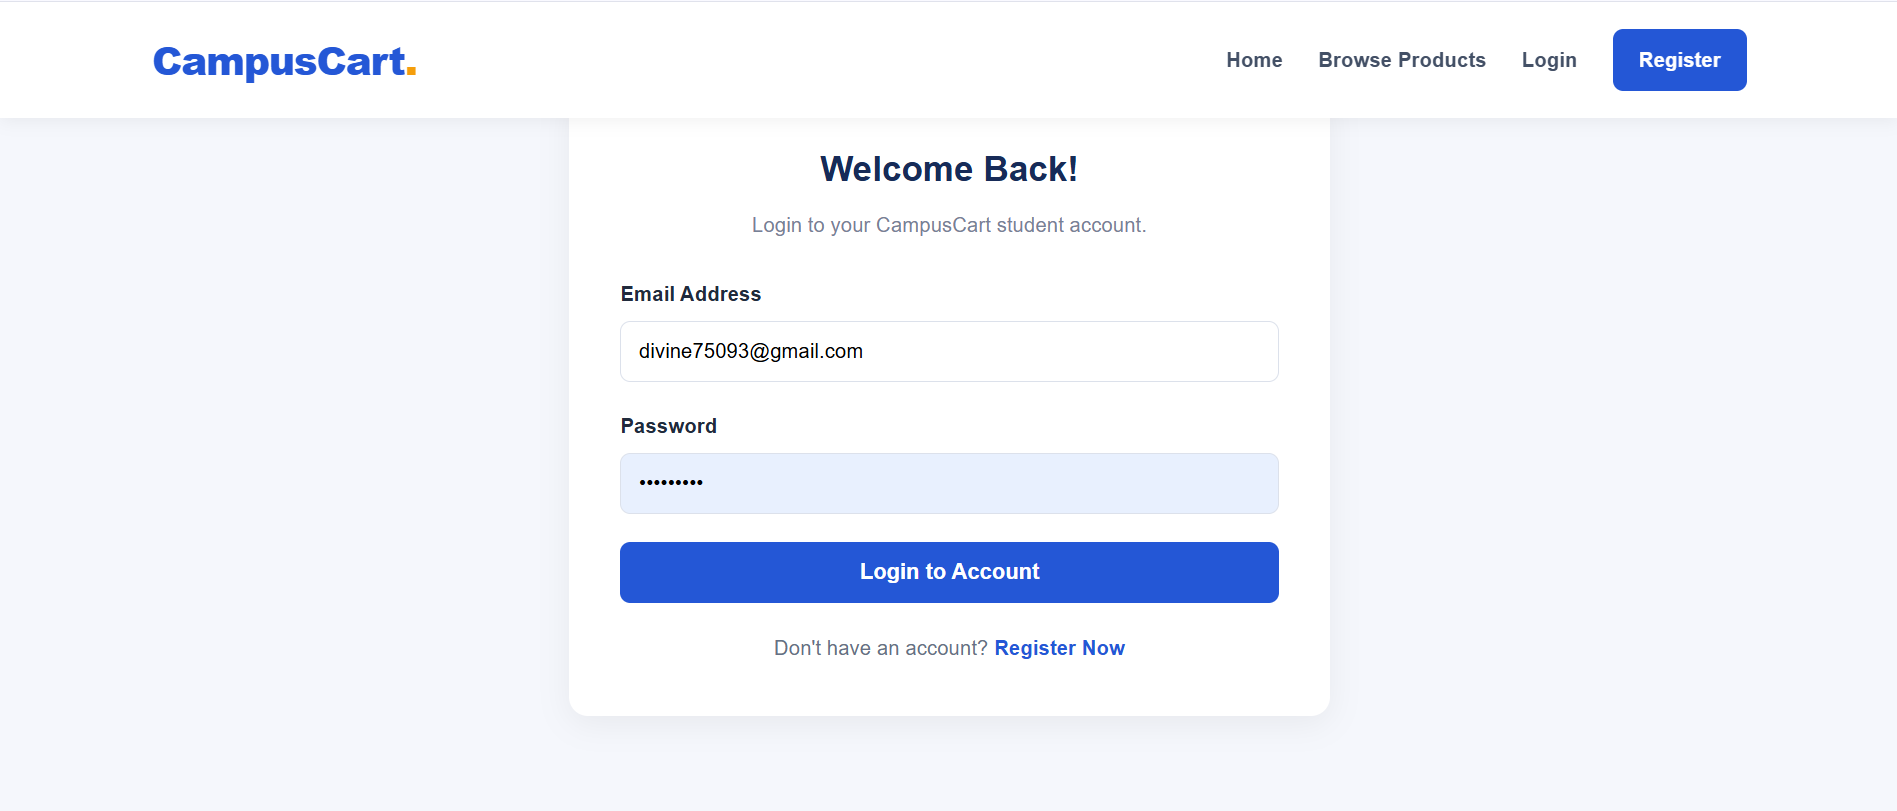 CampusCart.
Home
Browse Products
Login
Register
Welcome Back!
Login to your CampusCart student account.
Email Address
divine75093@gmail.com
Password
•••••••••
Login to Account
Don't have an account? Register Now